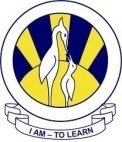 I AM – TO LEARN